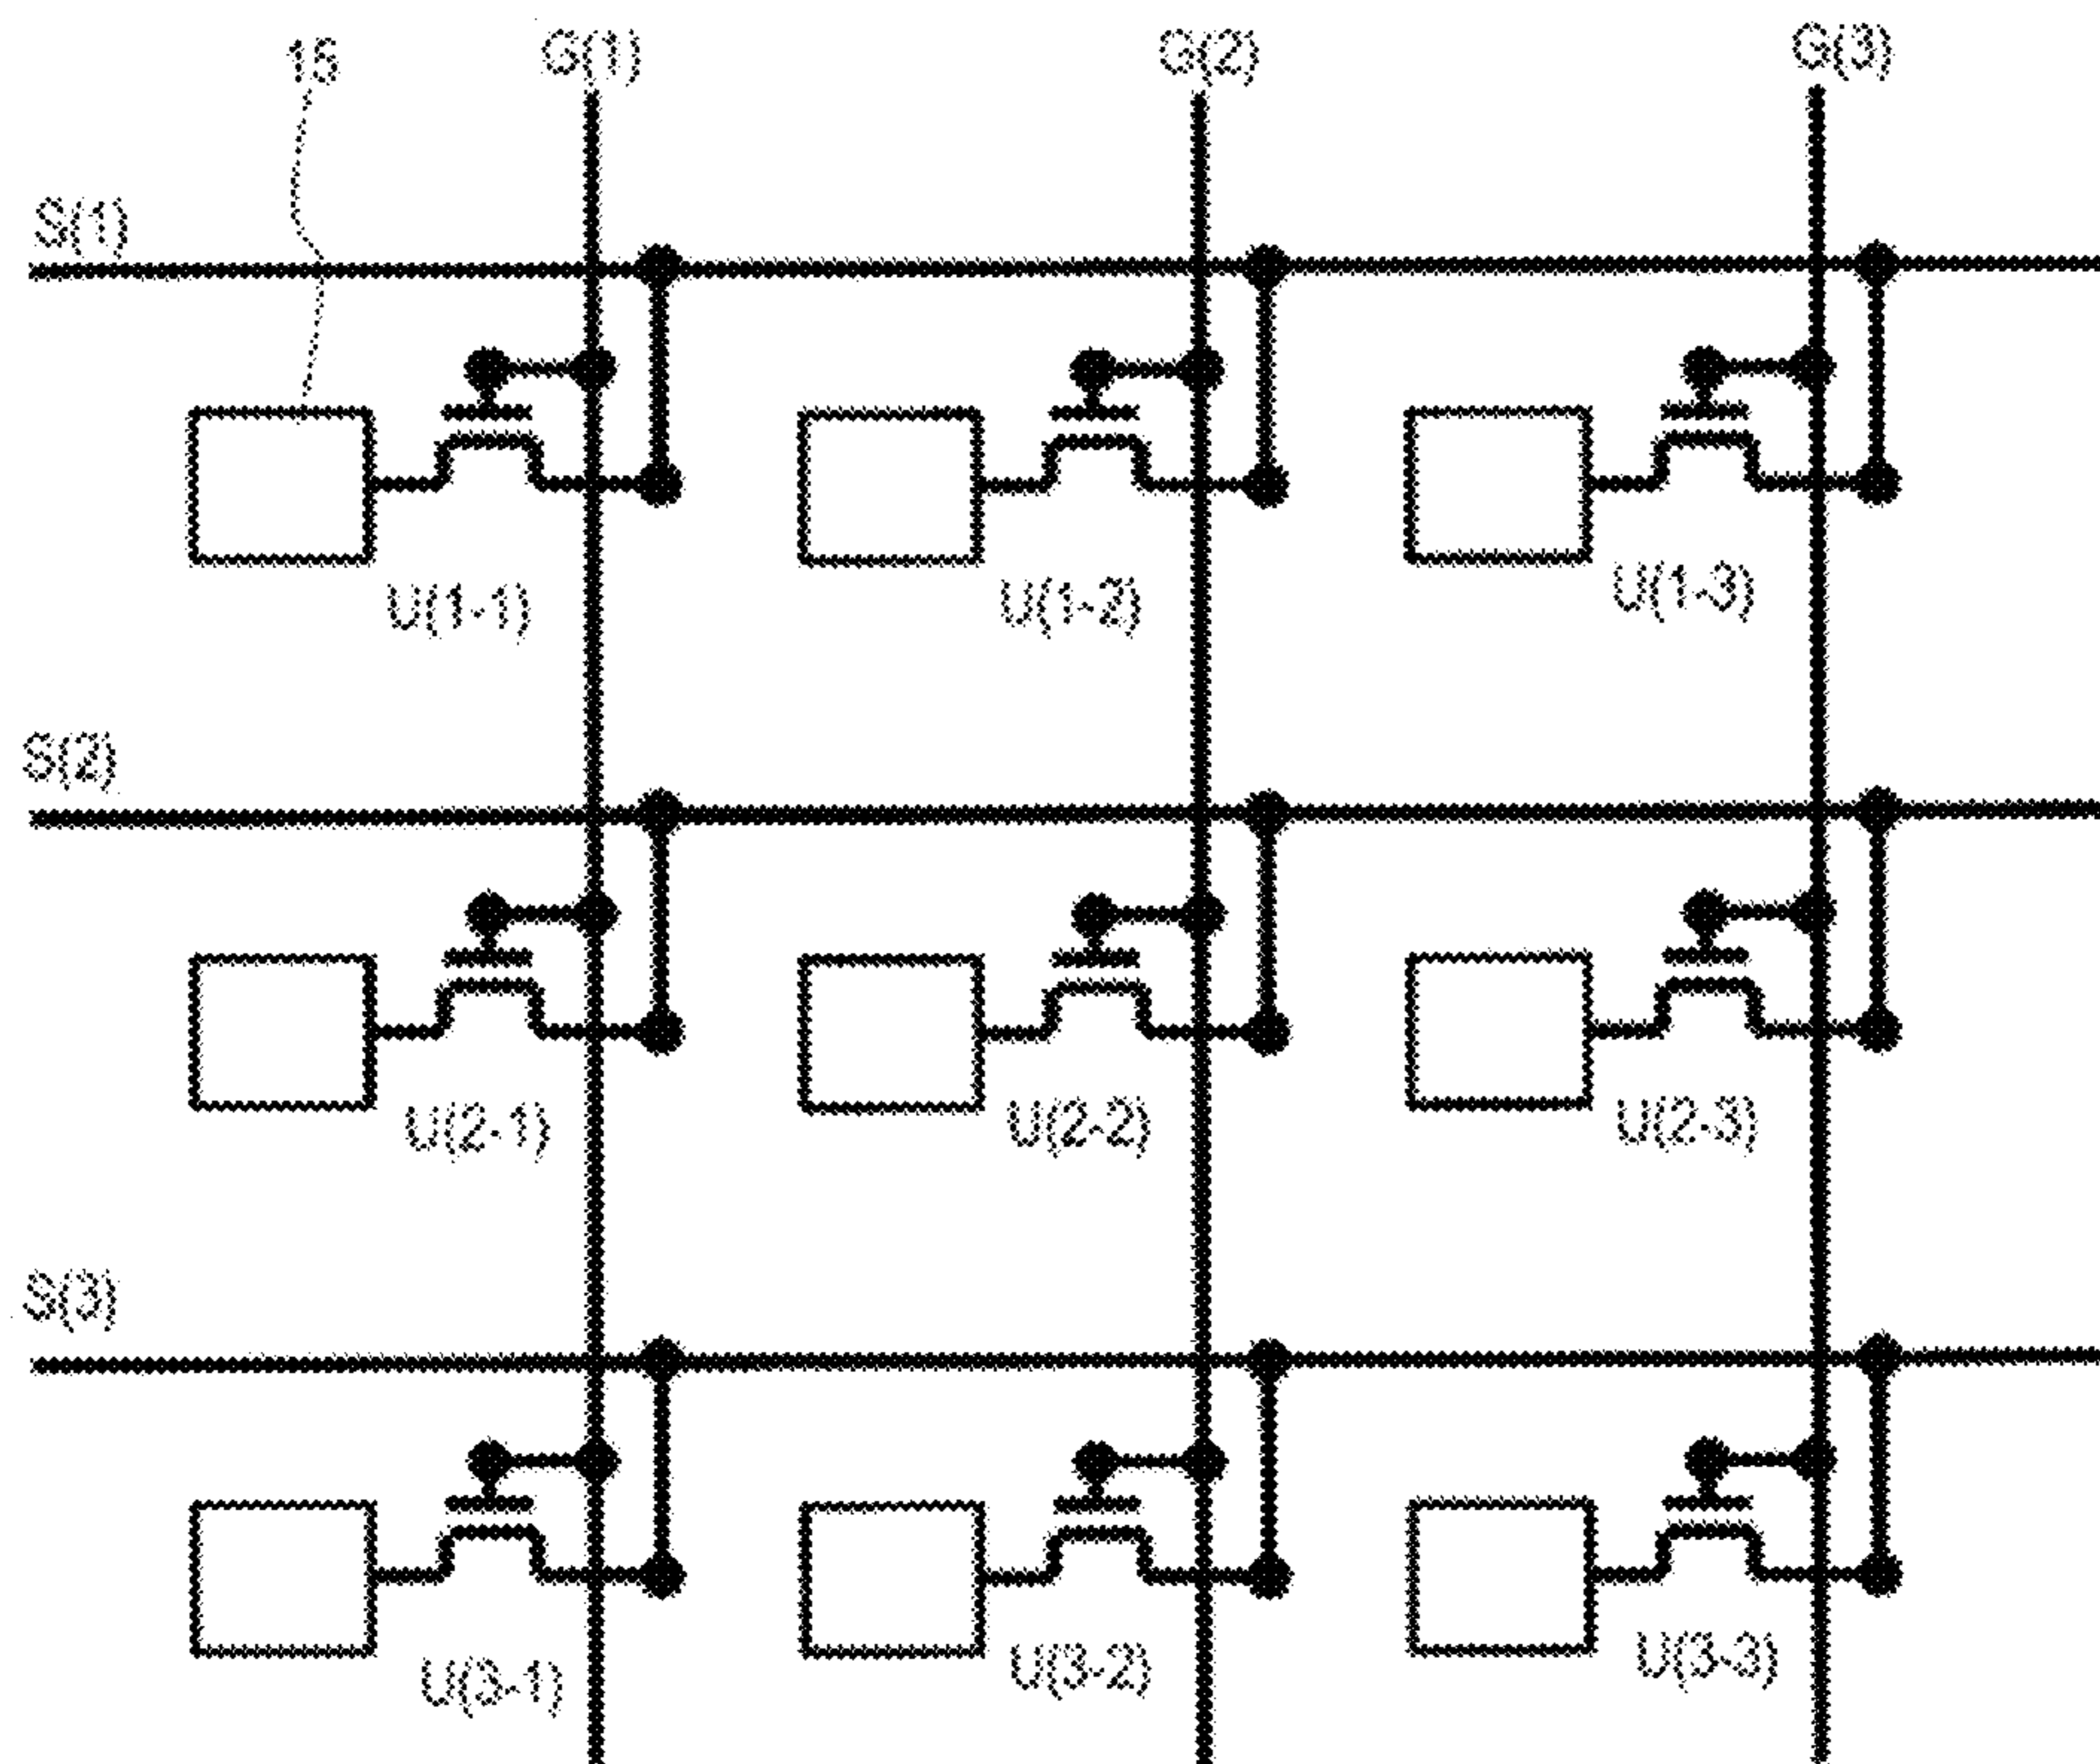 15 G(1) G(2) G(3)
S(1)
U(1-1) U(1-2) U(1-3)
S(2)
U(2-1) U(2-2) U(2-3)
S(3)
U(3-1) U(3-2) U(3-3)